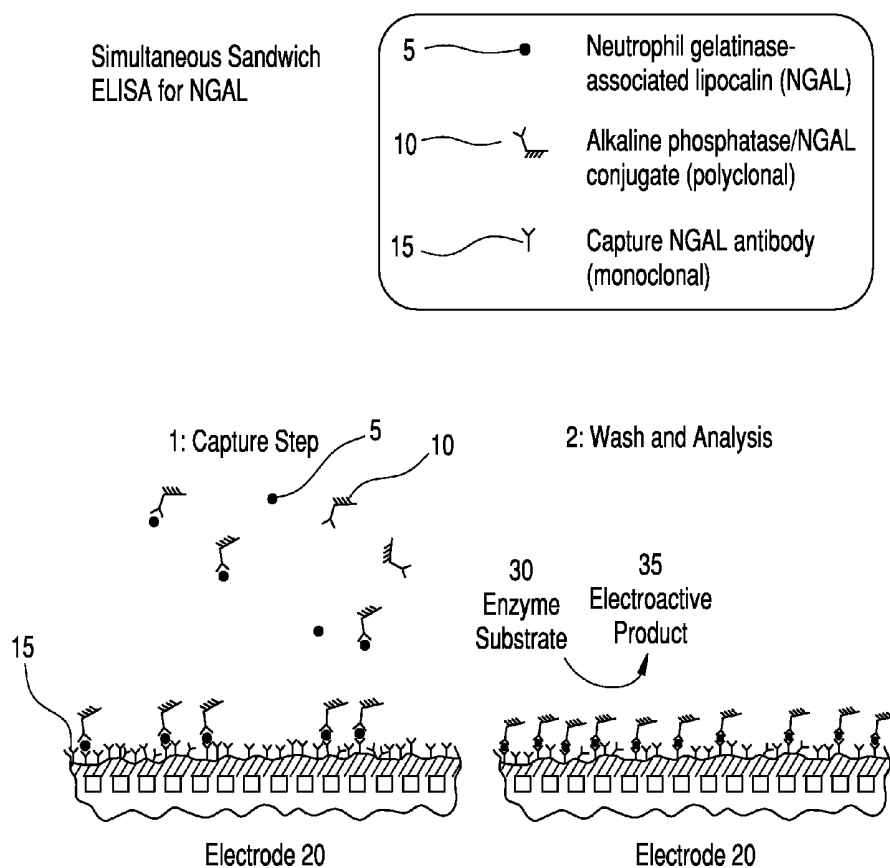 Simultaneous Sandwich
ELISA for NGAL
5
Neutrophil gelatinase-
associated lipocalin (NGAL)
10
Alkaline phosphatase/NGAL
conjugate (polyclonal)
15
Capture NGAL antibody
(monoclonal)
1: Capture Step
5
10
15
Electrode 20
2: Wash and Analysis
30
Enzyme
Substrate
35
Electroactive
Product
Electrode 20